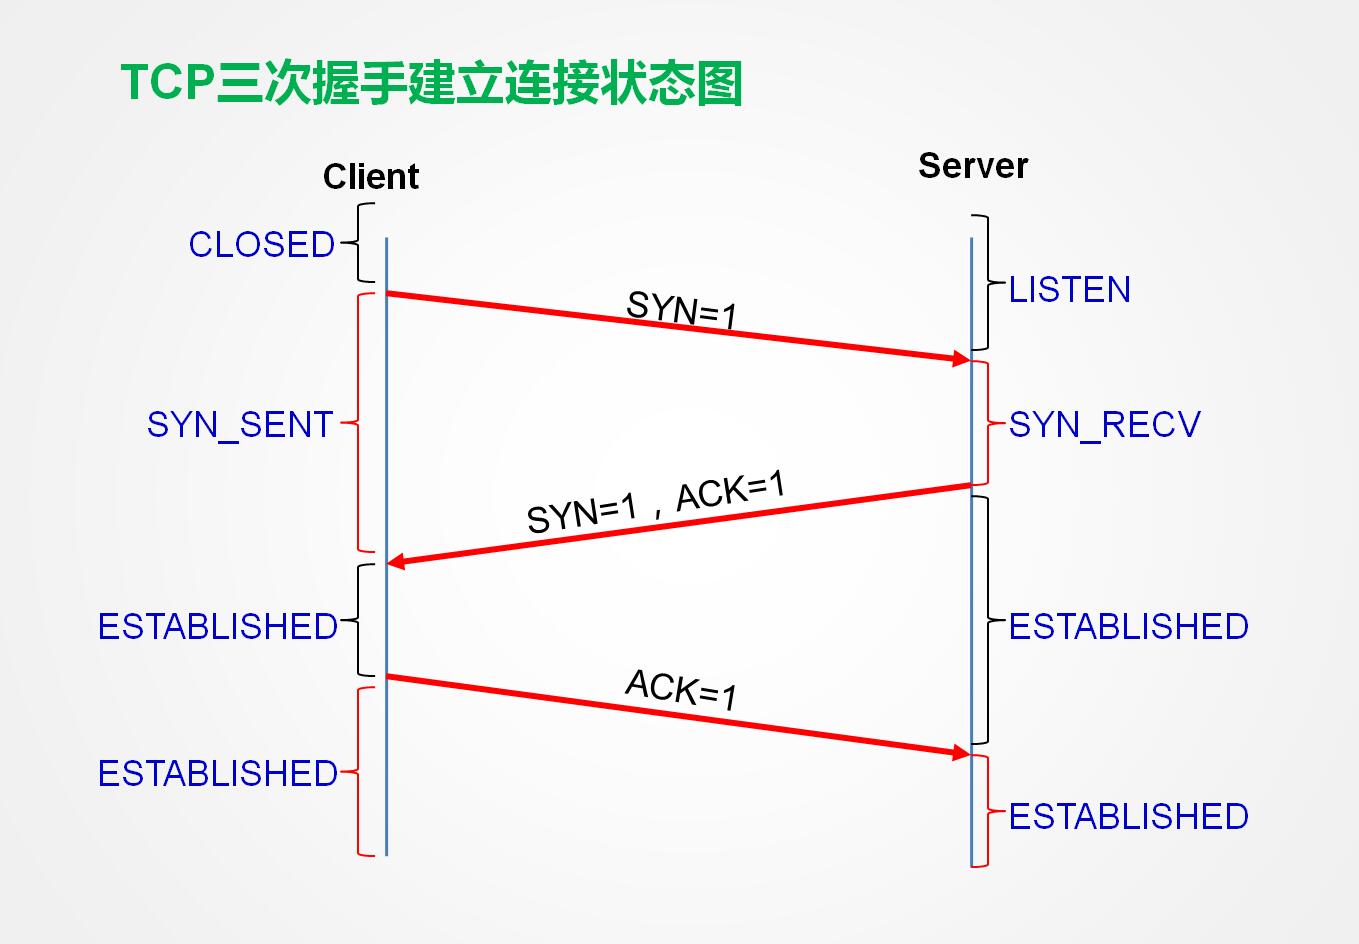 TCP三次握手建立连接状态图
Client
Server
CLOSED
LISTEN
SYN=1
SYN_SENT
SYN_RECV
SYN=1，ACK=1
ESTABLISHED
ESTABLISHED
ACK=1
ESTABLISHED
ESTABLISHED